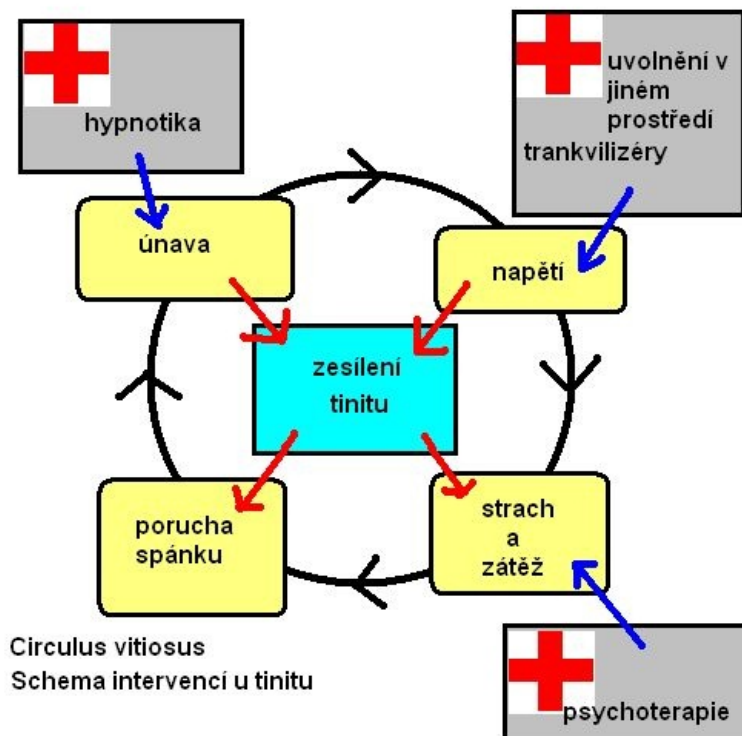 hypnotika
uvolnění v
jiném
prostředí
trankvilizéry
únava
napětí
zesílení
tinitu
porucha
spánku
strach
a
zátěž
Circulus vitiosus
Schema intervencí u tinitu
psychoterapie